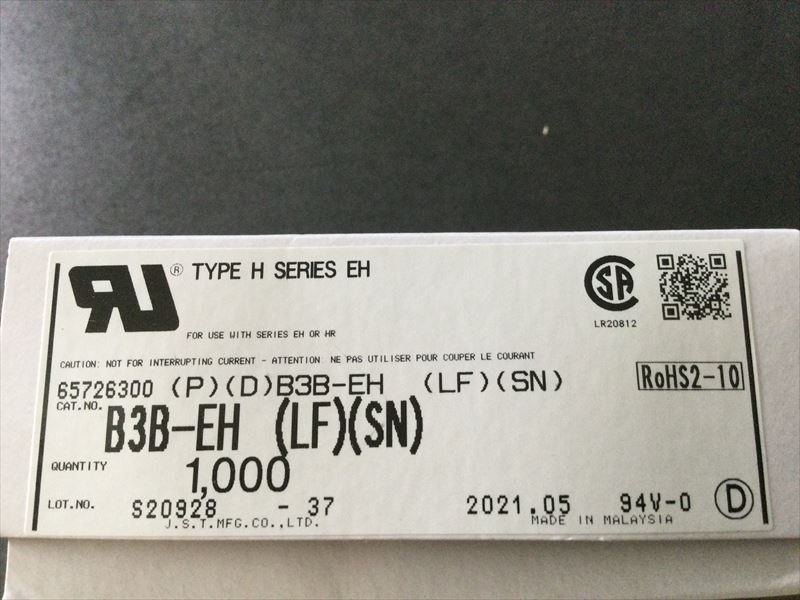 RU ® TYPE H SERIES EH
SA
LR20812
FOR USE WITH SERIES EH OR HR
CAUTION: NOT FOR INTERRUPTING CURRENT - ATTENTION: NE PAS UTILISER POUR COUPER LE COURANT
65726300 (P)(D)B3B-EH (LF)(SN)
RoHS2-10
CAT.NO. B3B-EH (LF)(SN)
QUANTITY 1,000
LOT.NO. S20928 - 37 2021.05 94V-0 D
J.S.T.MFG.CO.,LTD. MADE IN MALAYSIA